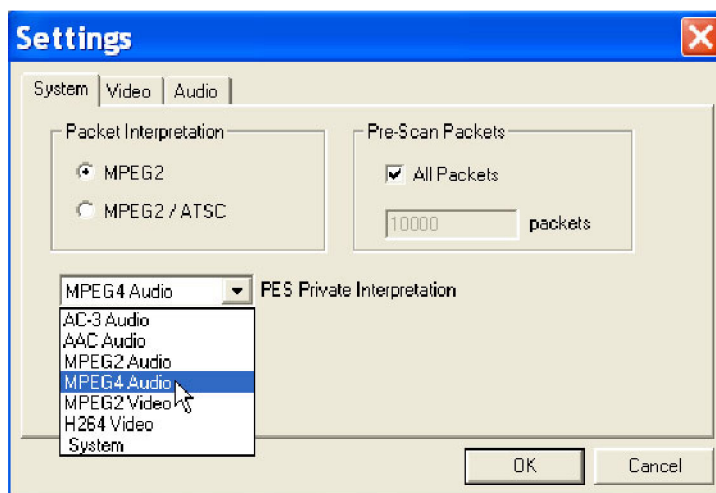 Settings
System Video Audio
Packet Interpretation
MPEG2
MPEG2 / ATSC
Pre-Scan Packets
All Packets
10000 packets
MPEG4 Audio PES Private Interpretation
AC-3 Audio
AAC Audio
MPEG2 Audio
MPEG4 Audio
MPEG2 Video
H264 Video
System
OK Cancel